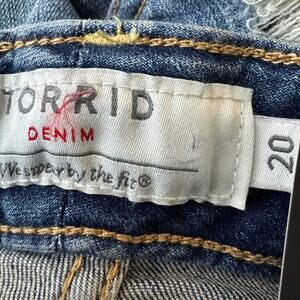 TORRID
DENIM
We swear by the fit®
20